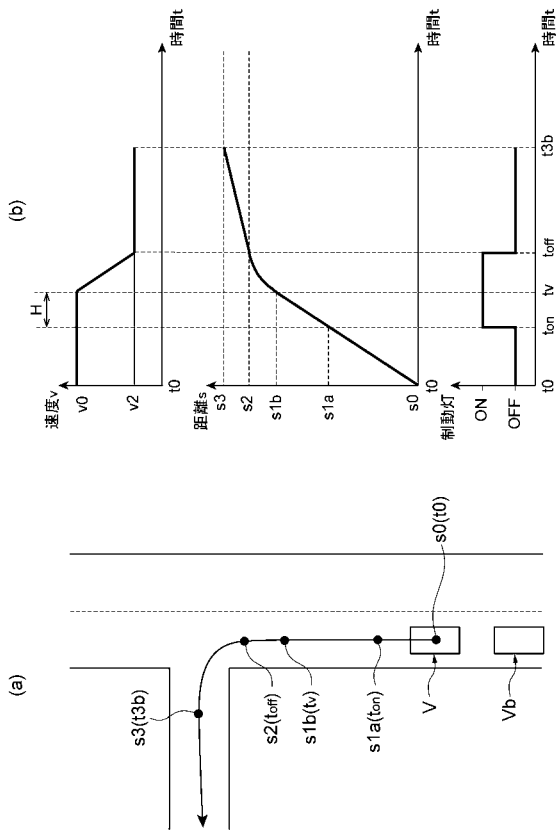 (a)
s3(t3b)
s2(toff)
s1b(tv)
s1a(ton)
s0(t0)
V
Vb
(b)
速度v
v0
v2
H
t0
時間t
距離s
s3
s2
s1b
s1a
s0
t0
時間t
制動灯
ON
OFF
t0
ton
tv
toff
t3b
時間t